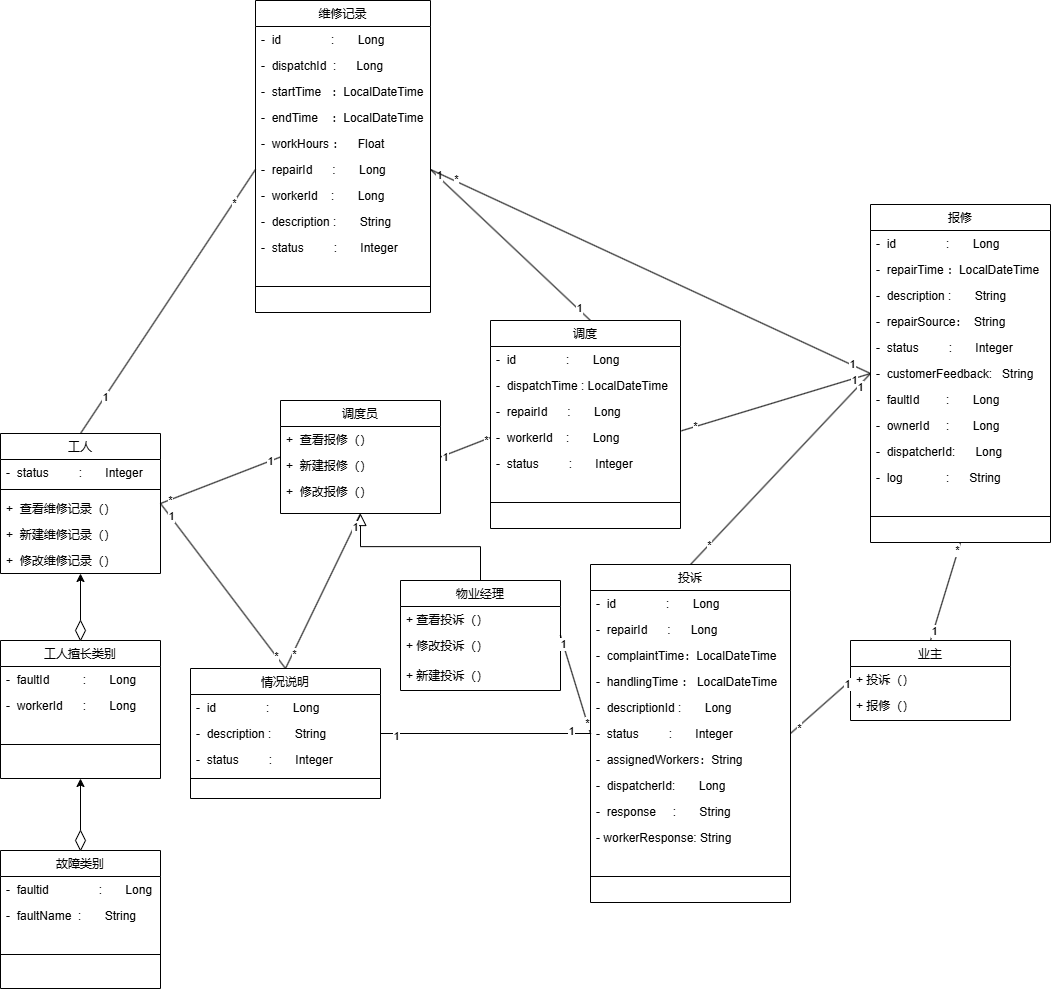 维修记录
- id : Long
- dispatchId : Long
- startTime : LocalDateTime
- endTime : LocalDateTime
- workHours : Float
- repairId : Long
- workerId : Long
- description : String
- status : Integer
报修
- id : Long
- repairTime : LocalDateTime
- description : String
- repairSource: String
- status : Integer
- customerFeedback: String
- faultId : Long
- ownerId : Long
- dispatcherId: Long
- log : String
调度
- id : Long
- dispatchTime : LocalDateTime
- repairId : Long
- workerId : Long
- status : Integer
调度员
+ 查看报修（）
+ 新建报修（）
+ 修改报修（）
工人
- status : Integer
+ 查看维修记录（）
+ 新建维修记录（）
+ 修改维修记录（）
物业经理
+ 查看投诉（）
+ 修改投诉（）
+ 新建投诉（）
投诉
- id : Long
- repairId : Long
- complaintTime: LocalDateTime
- handlingTime : LocalDateTime
- descriptionId : Long
- status : Integer
- assignedWorkers: String
- dispatcherId: Long
- response : String
- workerResponse: String
业主
+ 投诉（）
+ 报修（）
工人擅长类别
- faultId : Long
- workerId : Long
情况说明
- id : Long
- description : String
- status : Integer
故障类别
- faultid : Long
- faultName : String
*
1
1
1
*
1
*
1
1
*
1
*
1
*
1
*
1
*
1
*
1
1
1
*
1
*
*
1